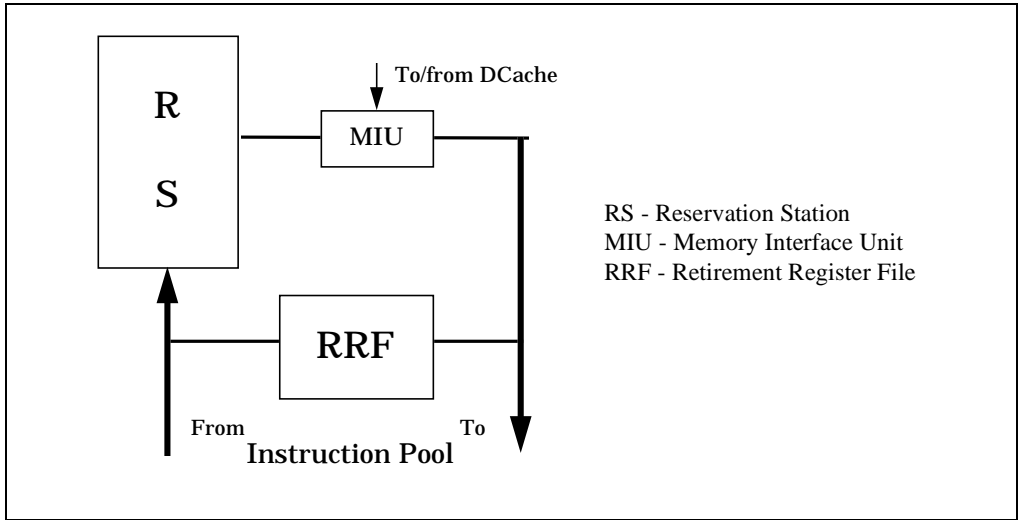 R
S
To/from DCache
MIU
RS - Reservation Station
MIU - Memory Interface Unit
RRF - Retirement Register File
RRF
From
To
Instruction Pool